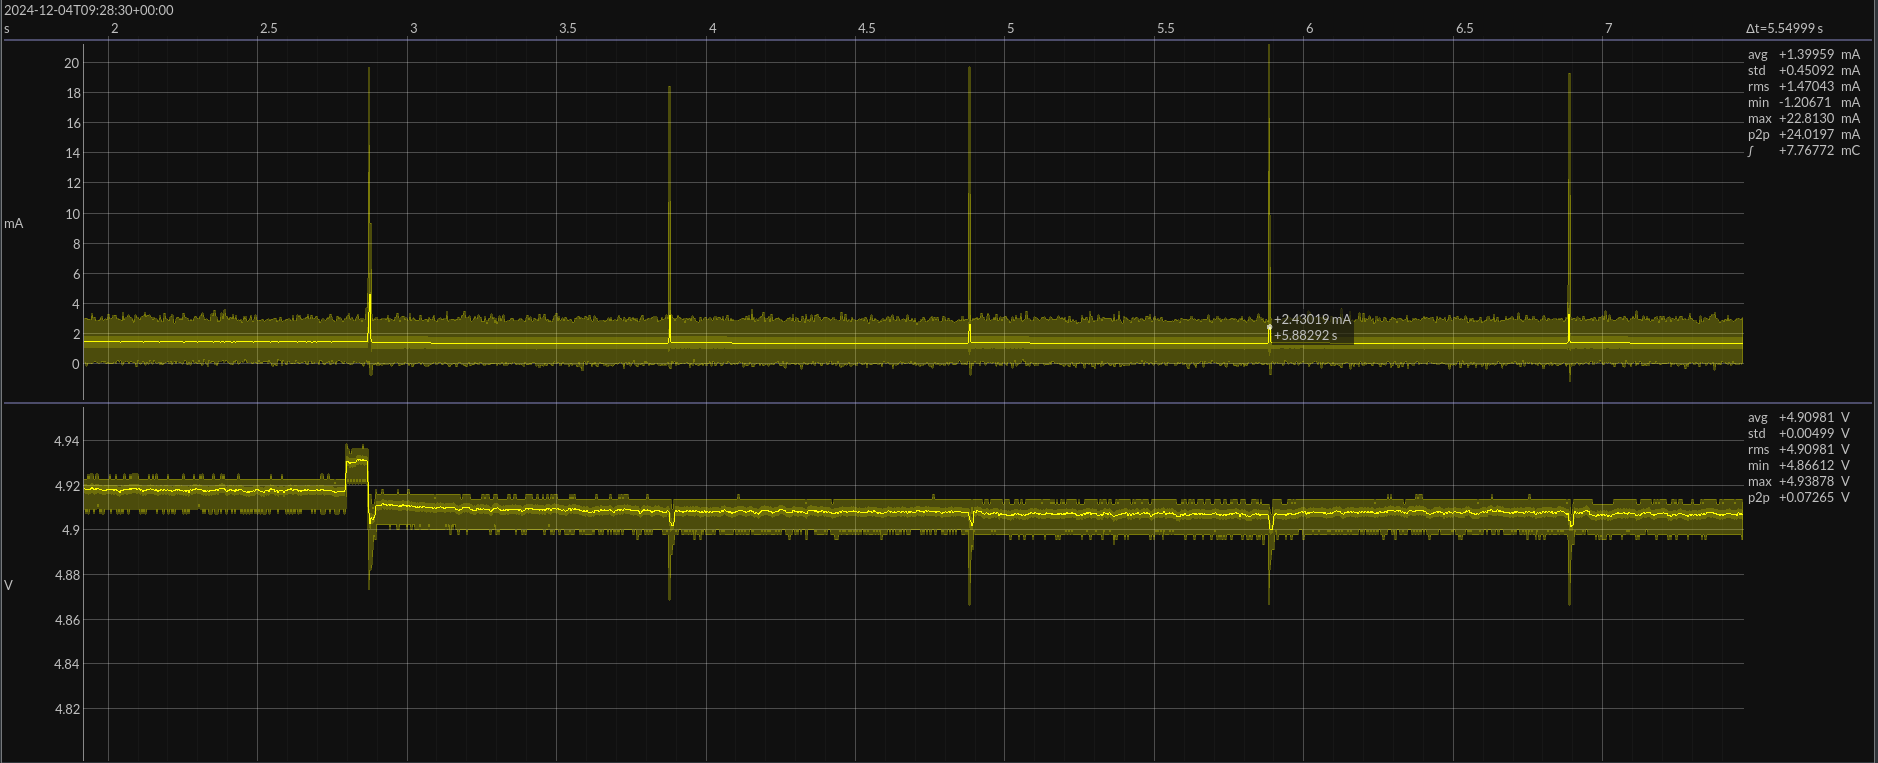 2024-12-04T09:28:30+00:00
s 2 2.5 3 3.5 4 4.5 5 5.5 6 6.5 7 Δt=5.54999 s
20
18
16
14
12
10
8
6
4
2
0
mA
+2.43019 mA
+5.88292 s
avg +1.39959 mA
std +0.45092 mA
rms +1.47043 mA
min -1.20671 mA
max +22.8130 mA
p2p +24.0197 mA
∫ +7.76772 mC
4.94
4.92
4.9
4.88
4.86
4.84
4.82
V
avg +4.90981 V
std +0.00499 V
rms +4.90981 V
min +4.86612 V
max +4.93878 V
p2p +0.07265 V